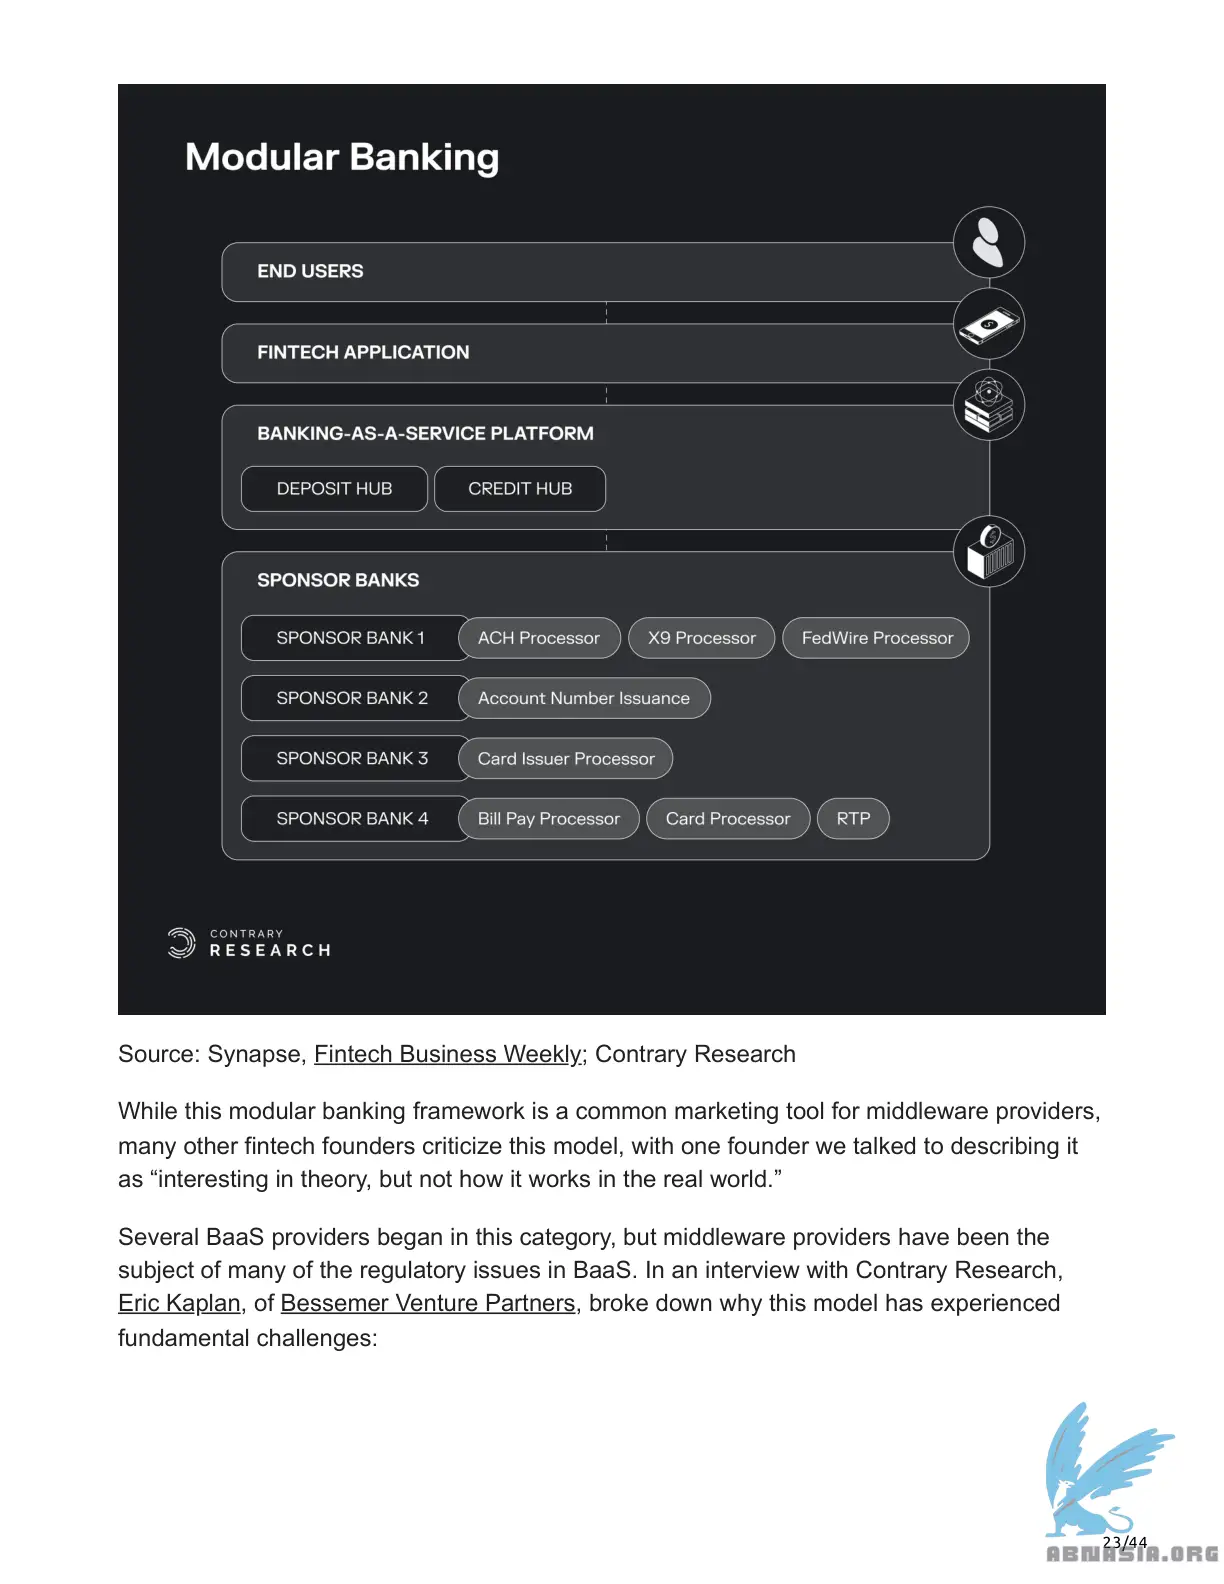 Modular Banking
END USERS
FINTECH APPLICATION
BANKING-AS-A-SERVICE PLATFORM
DEPOSIT HUB CREDIT HUB
SPONSOR BANKS
SPONSOR BANK 1 ACH Processor X9 Processor FedWire Processor
SPONSOR BANK 2 Account Number Issuance
SPONSOR BANK 3 Card Issuer Processor
SPONSOR BANK 4 Bill Pay Processor Card Processor RTP
CONTRARY
RESEARCH
Source: Synapse, Fintech Business Weekly; Contrary Research
While this modular banking framework is a common marketing tool for middleware providers,
many other fintech founders criticize this model, with one founder we talked to describing it
as “interesting in theory, but not how it works in the real world.”
Several BaaS providers began in this category, but middleware providers have been the
subject of many of the regulatory issues in BaaS. In an interview with Contrary Research,
Eric Kaplan, of Bessemer Venture Partners, broke down why this model has experienced
fundamental challenges:
23/44
ABNASIA.ORG